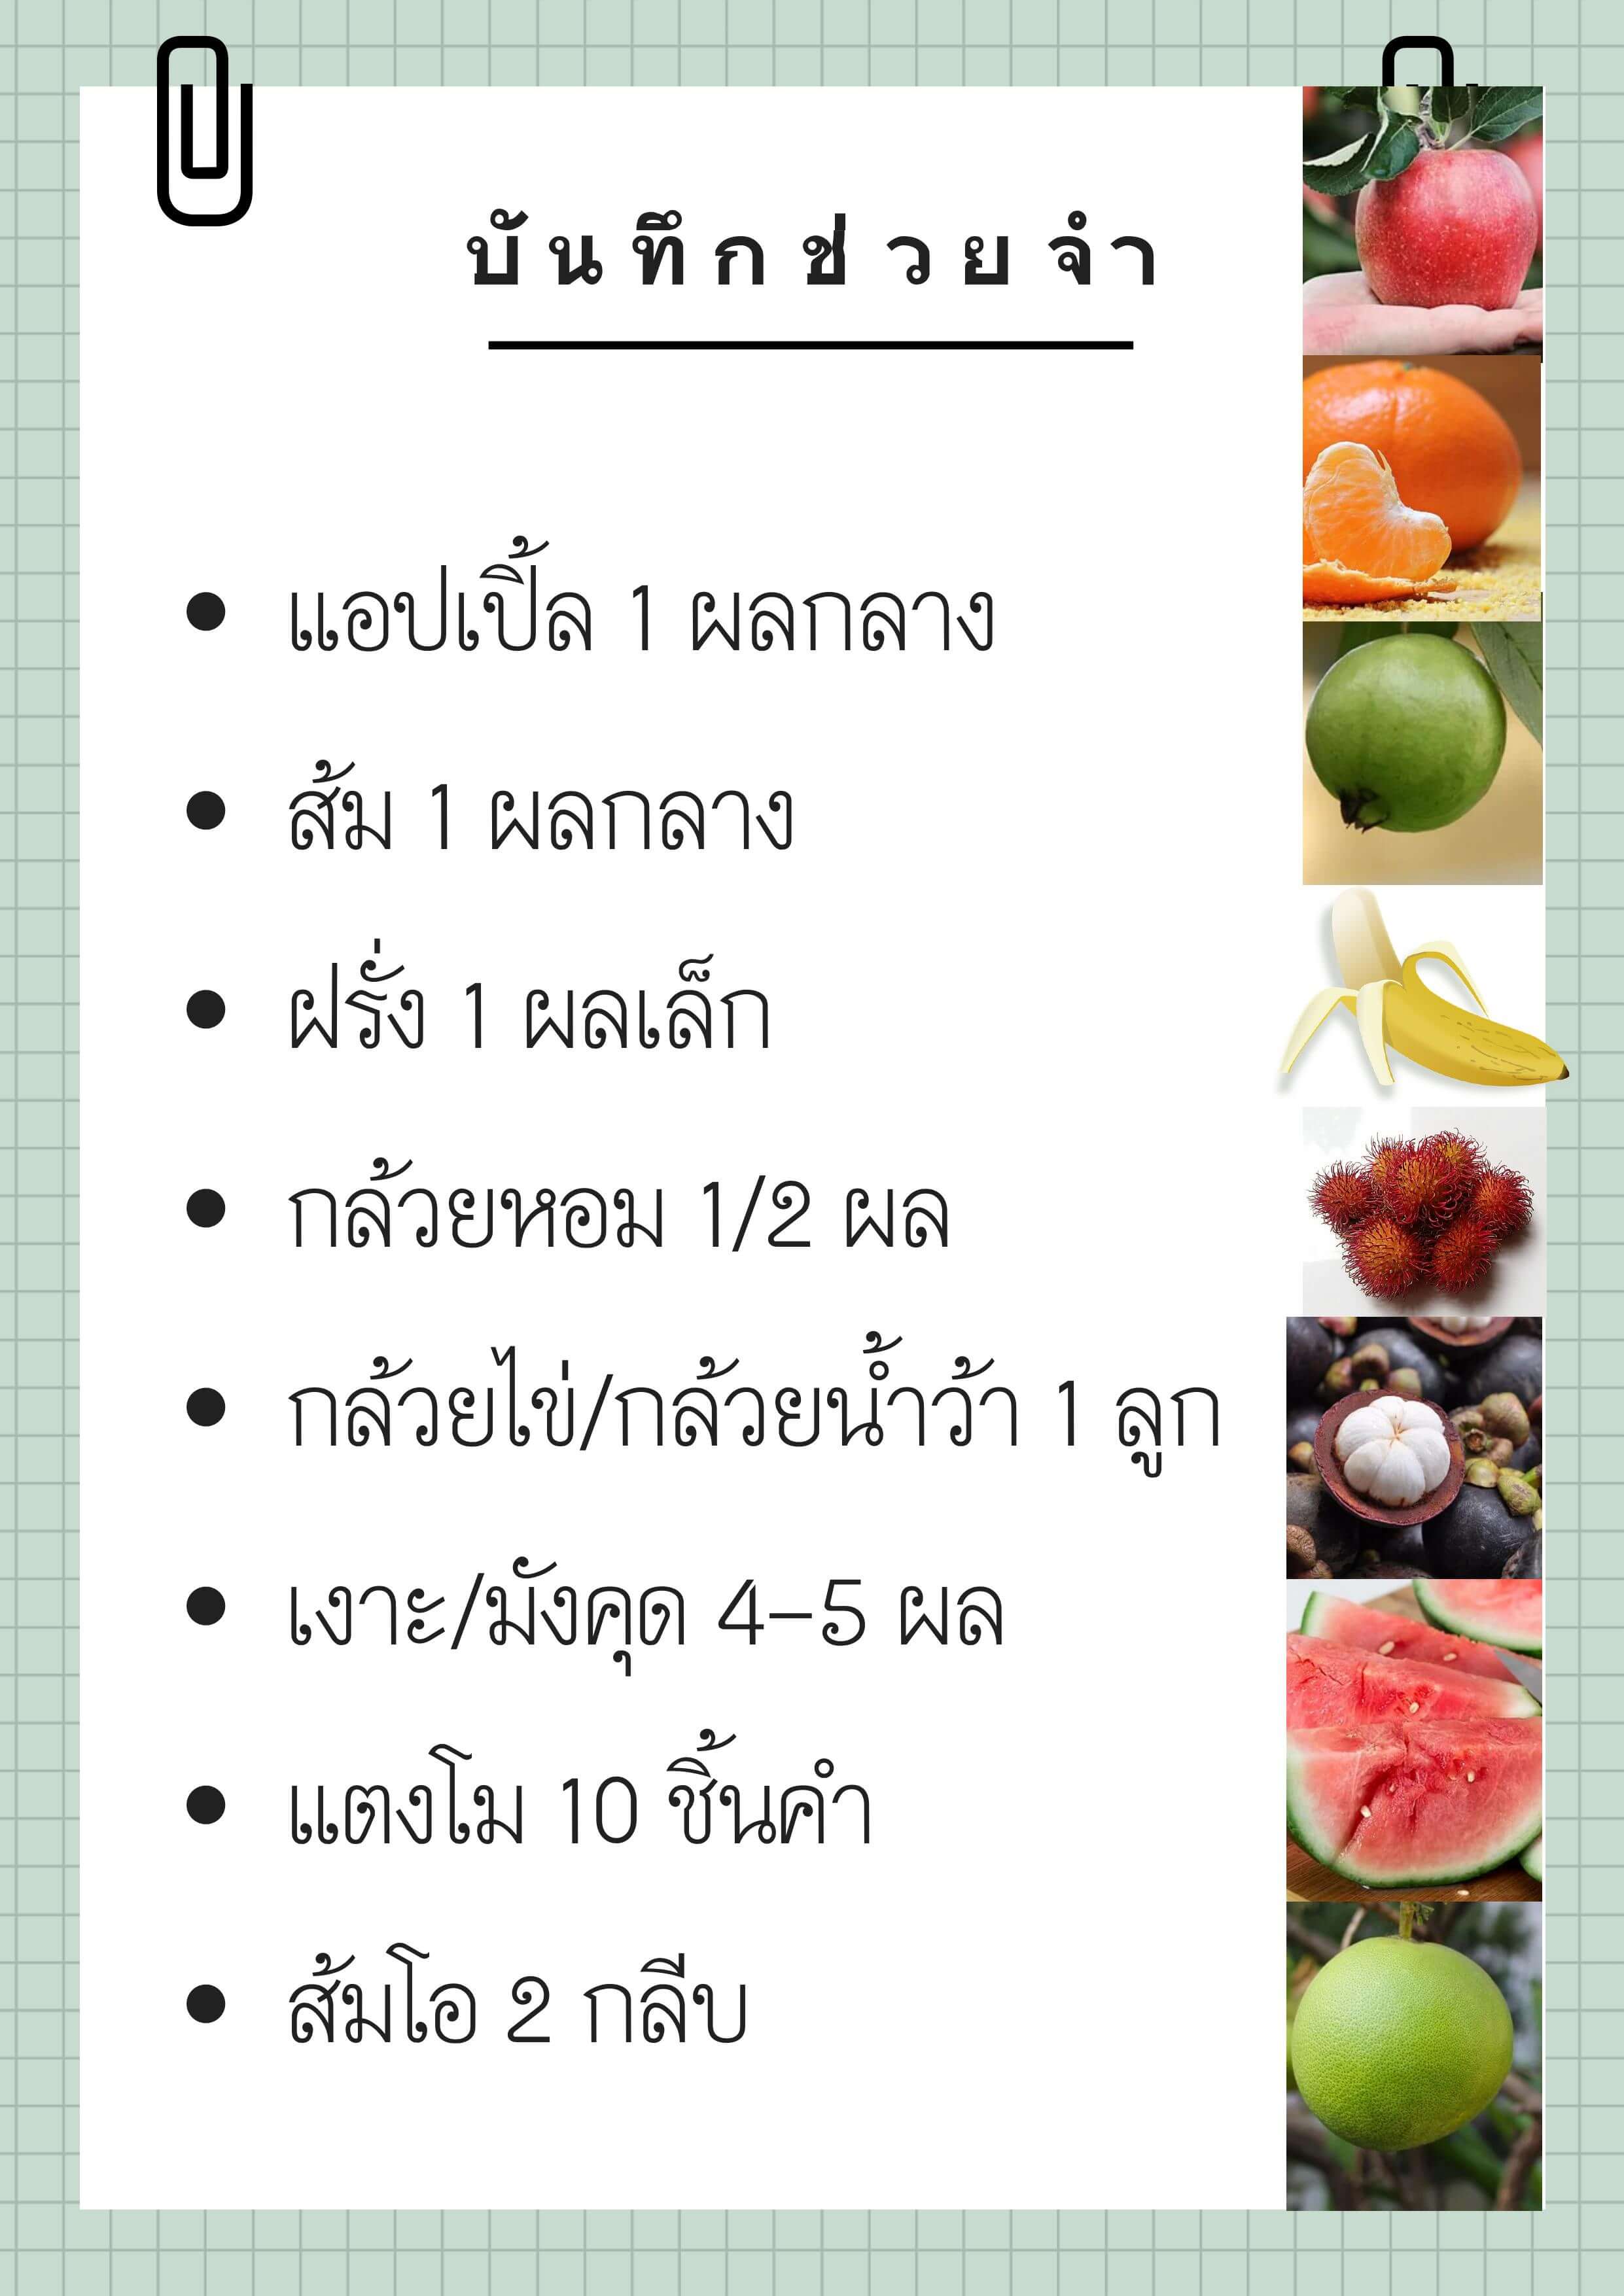 บันทึกช่วยจำ
• แอปเปิ้ล 1 ผลกลาง
• ส้ม 1 ผลกลาง
• ฝรั่ง 1 ผลเล็ก
• กล้วยหอม 1/2 ผล
• กล้วยไข่/กล้วยน้ำว้า 1 ลูก
• เงาะ/มังคุด 4–5 ผล
• แตงโม 10 ชิ้นคำ
• ส้มโอ 2 กลีบ